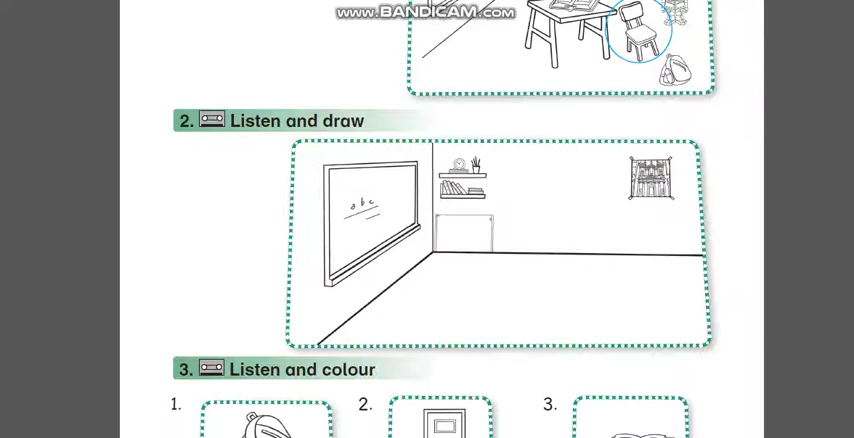 www.BANDICAM.com
2. Listen and draw
a b c
3. Listen and colour
1. 2. 3.